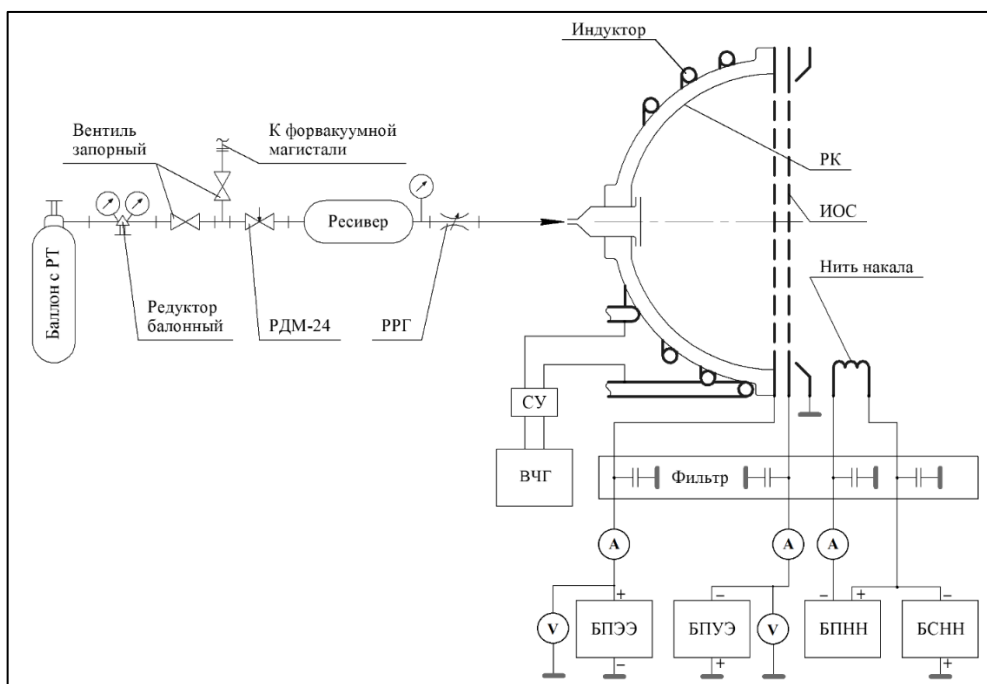 Индуктор
Вентиль
запорный
К форвакуумной
магистали
РК
ИОС
Ресивер
Нить накала
Баллон с РТ
Редуктор
балонный
РДМ-24
РРГ
СУ
ВЧГ
Фильтр
A
A
A
+
−
−
+
−
V
БПЭЭ
БПУЭ
V
БПНН
БСНН
−
+
+